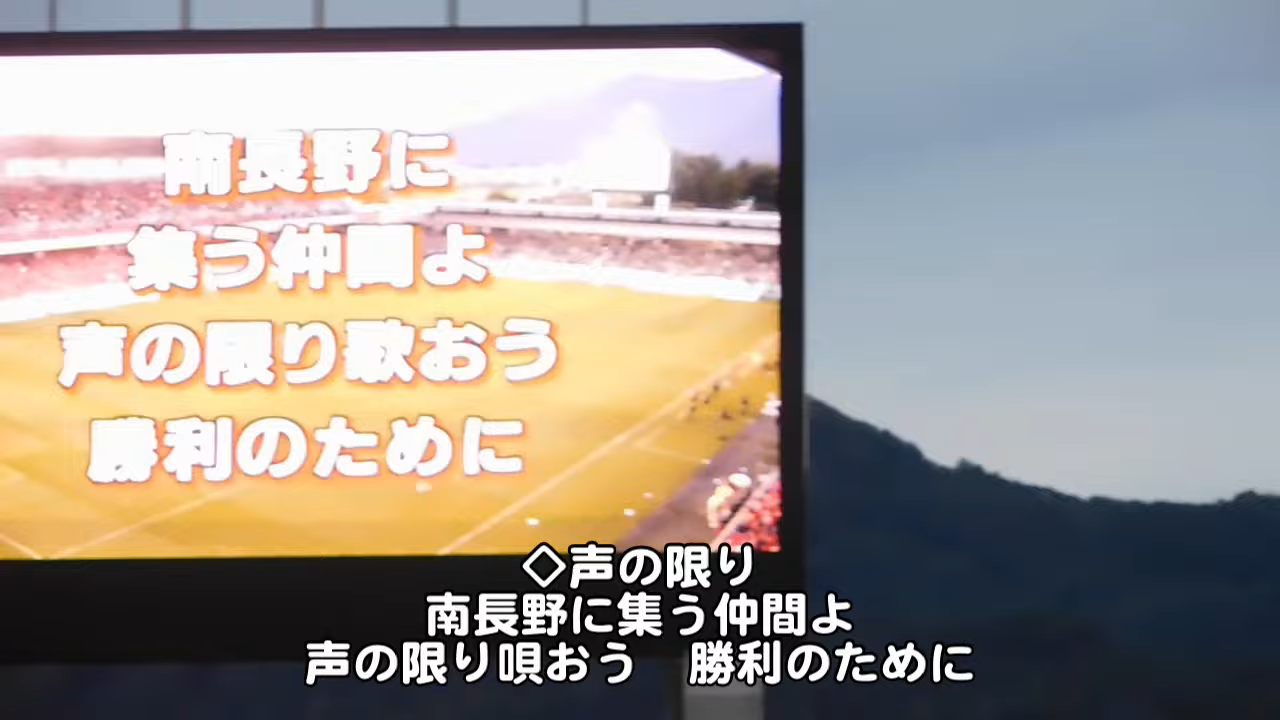 南長野に
集う仲間よ
声の限り歌おう
勝利のために
◇声の限り
南長野に集う仲間よ
声の限り唄おう　勝利のために